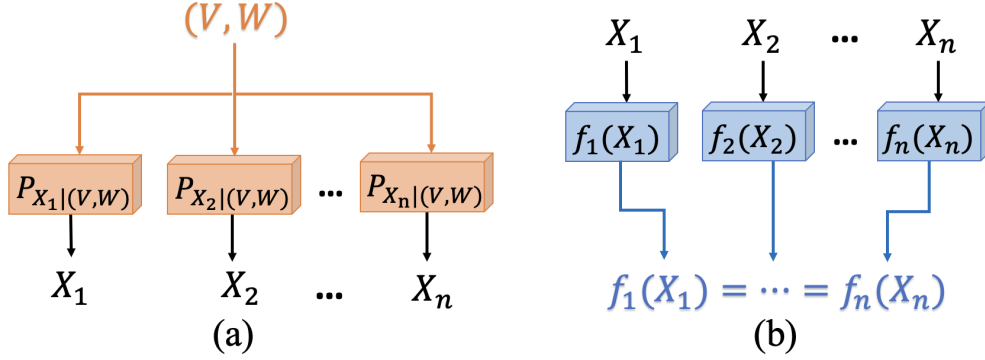 (V, W)
P_{X_1|(V,W)} P_{X_2|(V,W)} ... P_{X_n|(V,W)}
X_1 X_2 ... X_n
(a)
X_1 X_2 ... X_n
f_1(X_1) f_2(X_2) ... f_n(X_n)
f_1(X_1) = ⋯ = f_n(X_n)
(b)